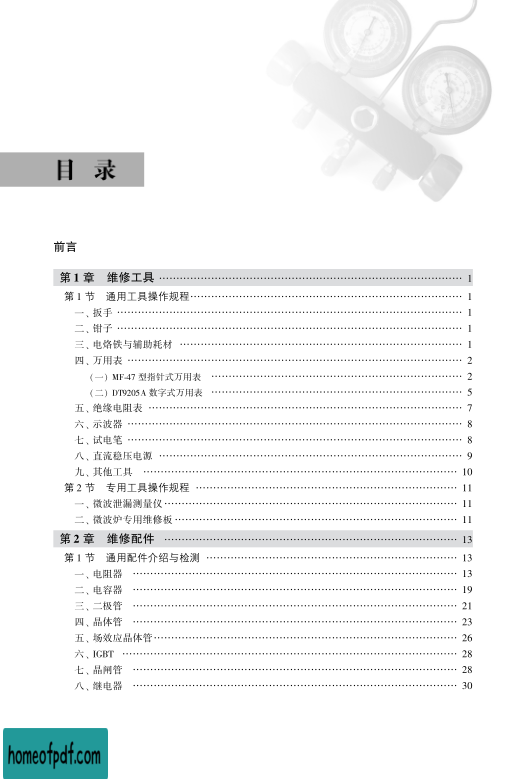 目 录
前言
第 1 章 维修工具 …… 1
第 1 节 通用工具操作规程 …… 1
一、扳手 …… 1
二、钳子 …… 1
三、电烙铁与辅助耗材 …… 1
四、万用表 …… 2
（一）MF-47 型指针式万用表 …… 2
（二）DT9205A 数字式万用表 …… 5
五、绝缘电阻表 …… 7
六、示波器 …… 8
七、试电笔 …… 8
八、直流稳压电源 …… 9
九、其他工具 …… 10
第 2 节 专用工具操作规程 …… 11
一、微波泄漏测量仪 …… 11
二、微波炉专用维修板 …… 11
第 2 章 维修配件 …… 13
第 1 节 通用配件介绍与检测 …… 13
一、电阻器 …… 13
二、电容器 …… 19
三、二极管 …… 21
四、晶体管 …… 23
五、场效应晶体管 …… 26
六、IGBT …… 28
七、晶闸管 …… 28
八、继电器 …… 30
homeofpdf.com